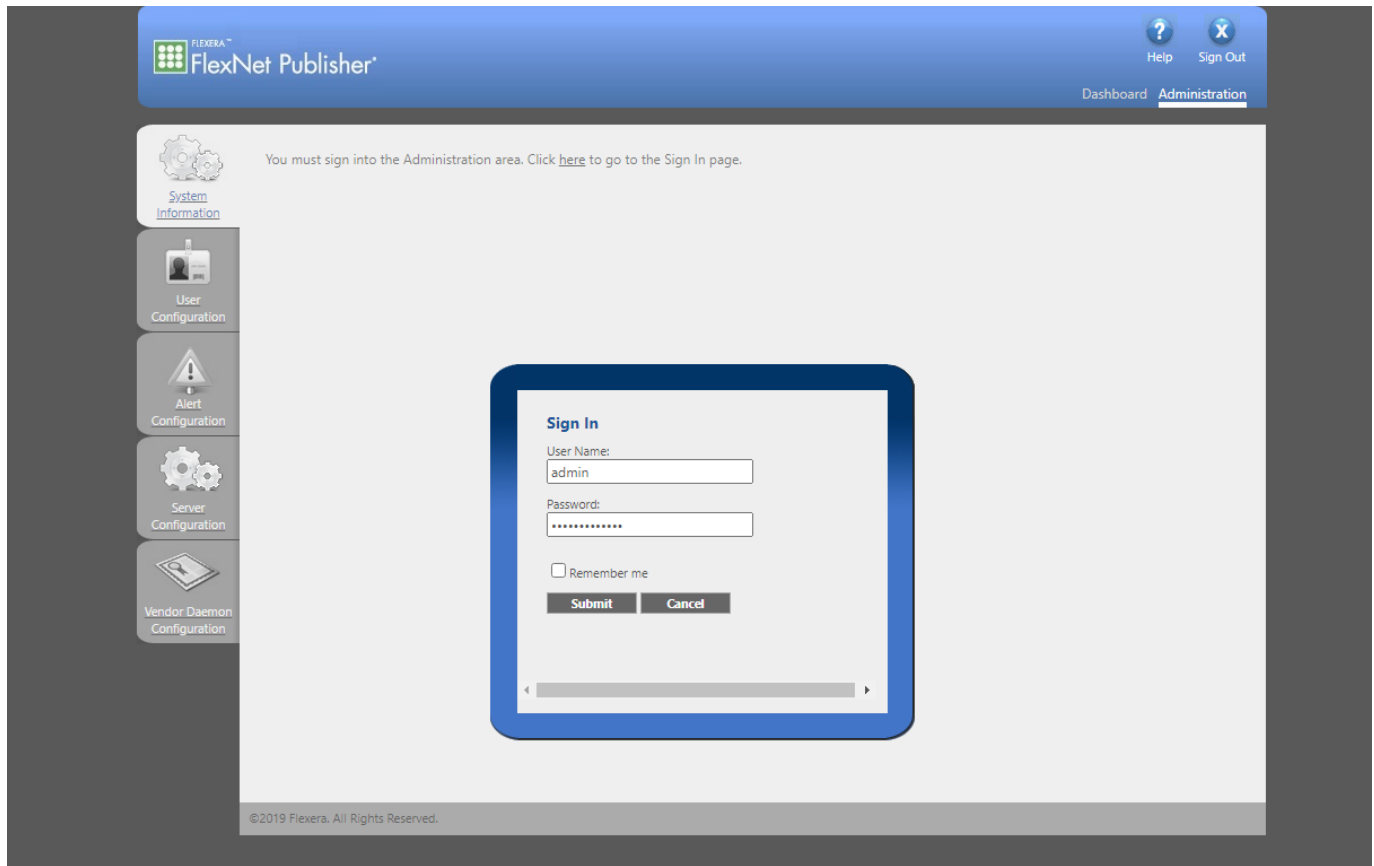 FLEXERA™
FlexNet Publisher®
Help
Sign Out
Dashboard
Administration
System
Information
You must sign into the Administration area. Click here to go to the Sign In page.
User
Configuration
Alert
Configuration
Server
Configuration
Vendor Daemon
Configuration
Sign In
User Name:
admin
Password:
•••••••••••••
Remember me
Submit
Cancel
©2019 Flexera. All Rights Reserved.